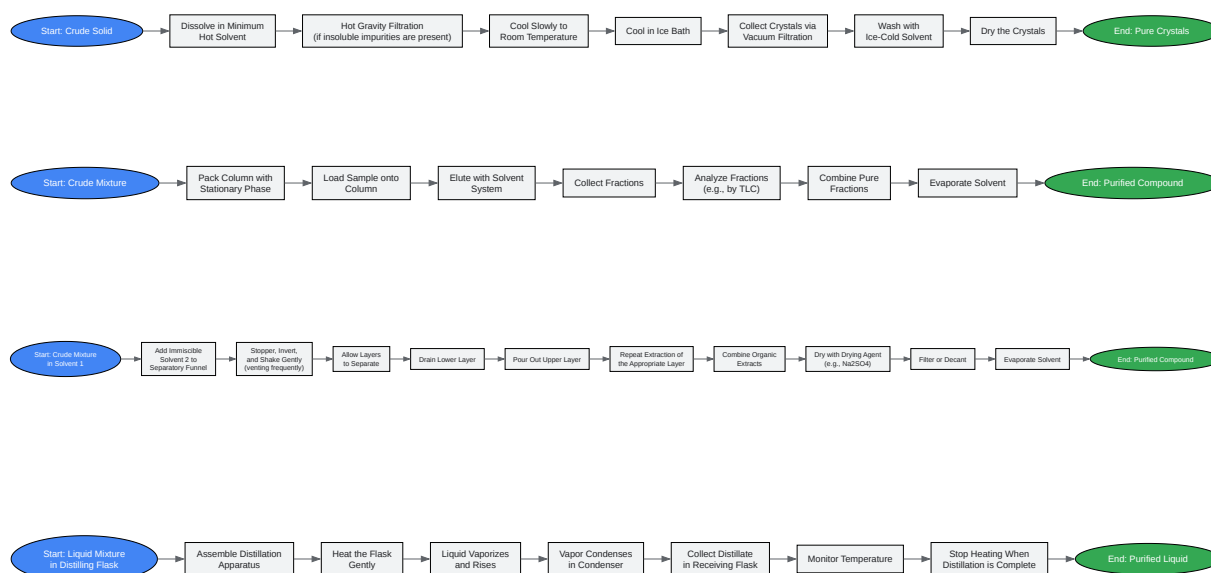 Start: Crude Solid
Dissolve in Minimum
Hot Solvent
Hot Gravity Filtration
(if insoluble impurities are present)
Cool Slowly to
Room Temperature
Cool in Ice Bath
Collect Crystals via
Vacuum Filtration
Wash with
Ice-Cold Solvent
Dry the Crystals
End: Pure Crystals
Start: Crude Mixture
Pack Column with
Stationary Phase
Load Sample onto
Column
Elute with Solvent
System
Collect Fractions
Analyze Fractions
(e.g., by TLC)
Combine Pure
Fractions
Evaporate Solvent
End: Purified Compound
Start: Crude Mixture
in Solvent 1
Add Immiscible
Solvent 2 to
Separatory Funnel
Stopper, Invert,
and Shake Gently
(venting frequently)
Allow Layers
to Separate
Drain Lower Layer
Pour Out Upper Layer
Repeat Extraction of
the Appropriate Layer
Combine Organic
Extracts
Dry with Drying Agent
(e.g., Na2SO4)
Filter or Decant
Evaporate Solvent
End: Purified Compound
Start: Liquid Mixture
in Distilling Flask
Assemble Distillation
Apparatus
Heat the Flask
Gently
Liquid Vaporizes
and Rises
Vapor Condenses
in Condenser
Collect Distillate
in Receiving Flask
Monitor Temperature
Stop Heating When
Distillation is Complete
End: Purified Liquid